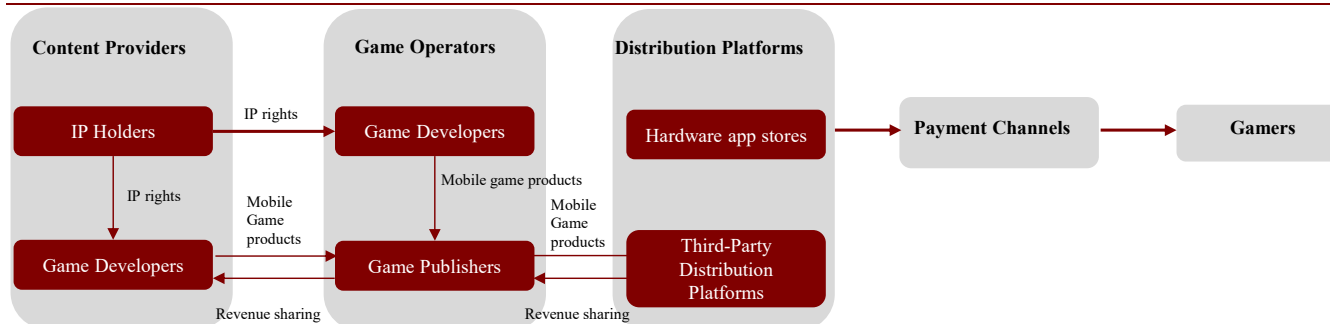 Content Providers
Game Operators
Distribution Platforms
IP Holders
IP rights
Game Developers
Hardware app stores
Payment Channels
Gamers
IP rights
Mobile game products
Mobile
Game
products
Mobile
Game
products
Game Developers
Game Publishers
Third-Party
Distribution
Platforms
Revenue sharing
Revenue sharing